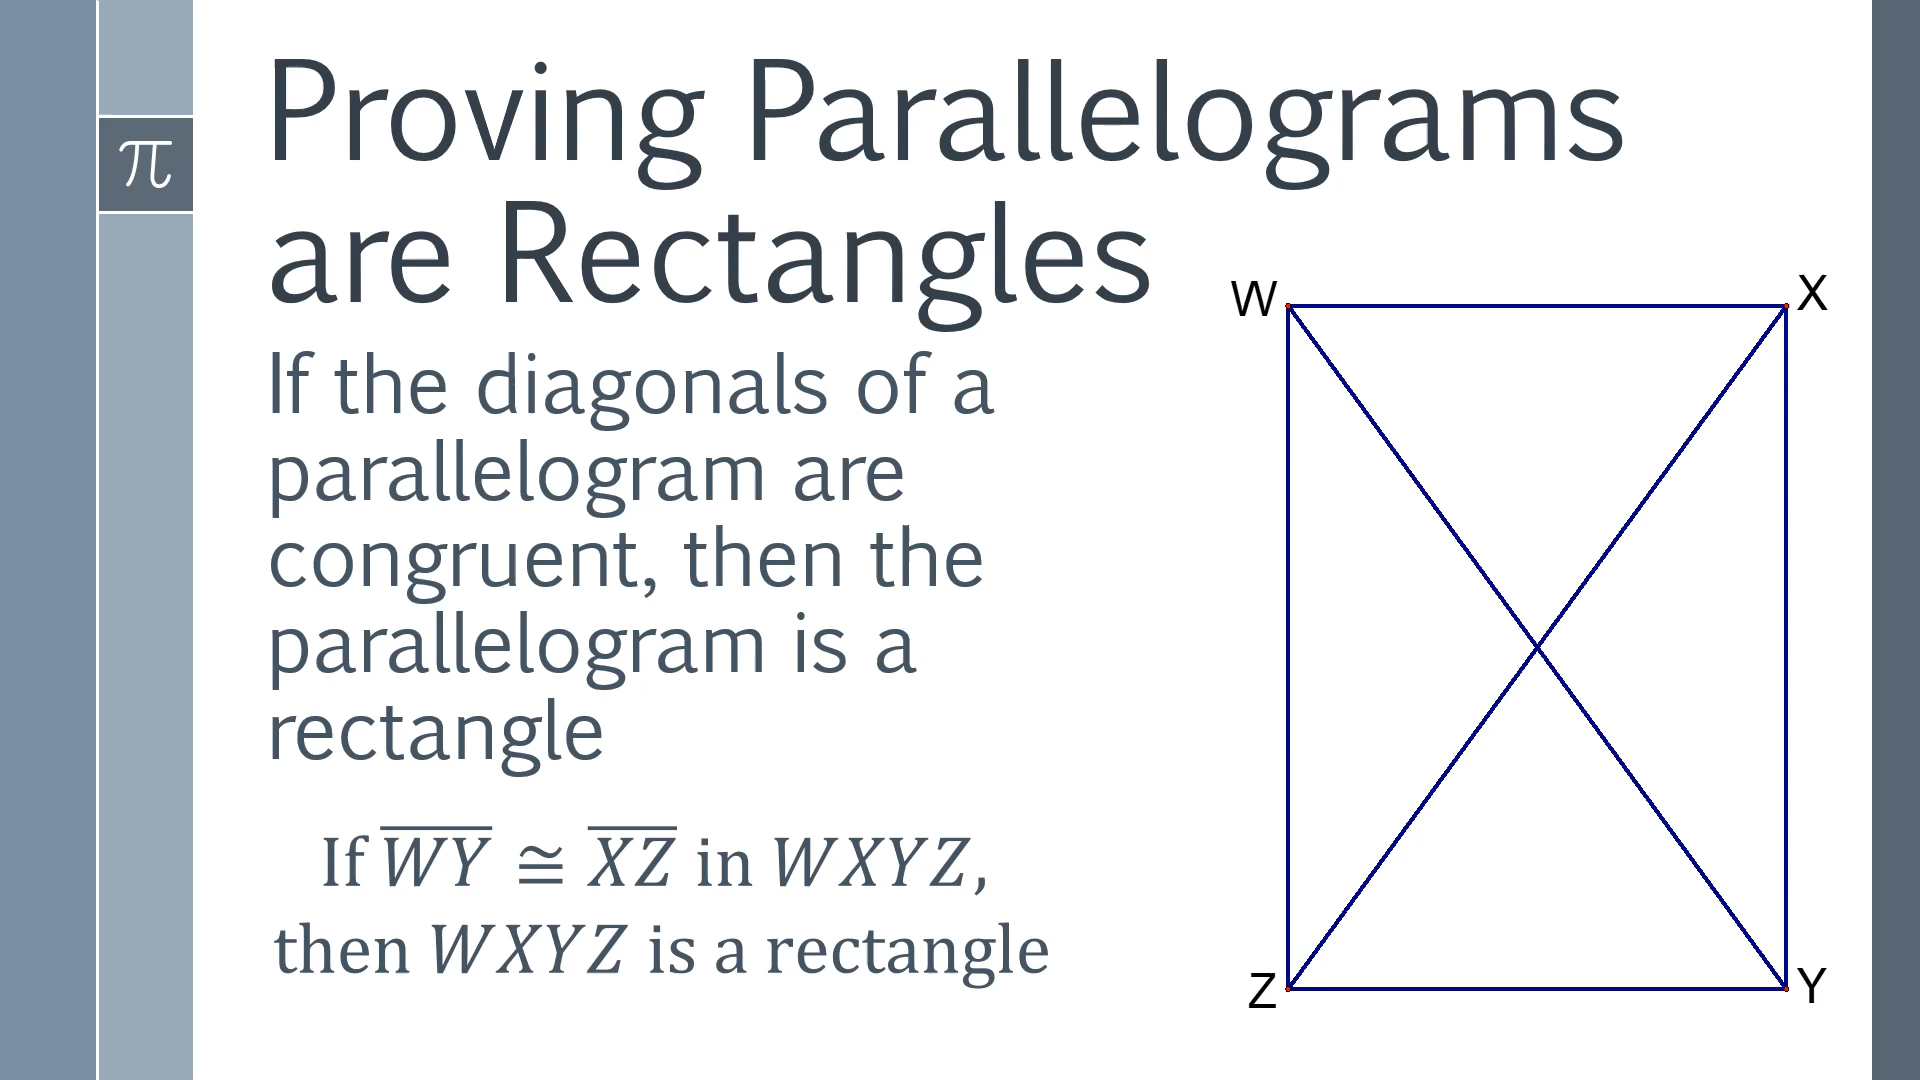 π
Proving Parallelograms
are Rectangles
If the diagonals of a
parallelogram are
congruent, then the
parallelogram is a
rectangle
If W̅Y̅ ≅ X̅Z̅ in WXYZ,
then WXYZ is a rectangle
W
X
Z
Y